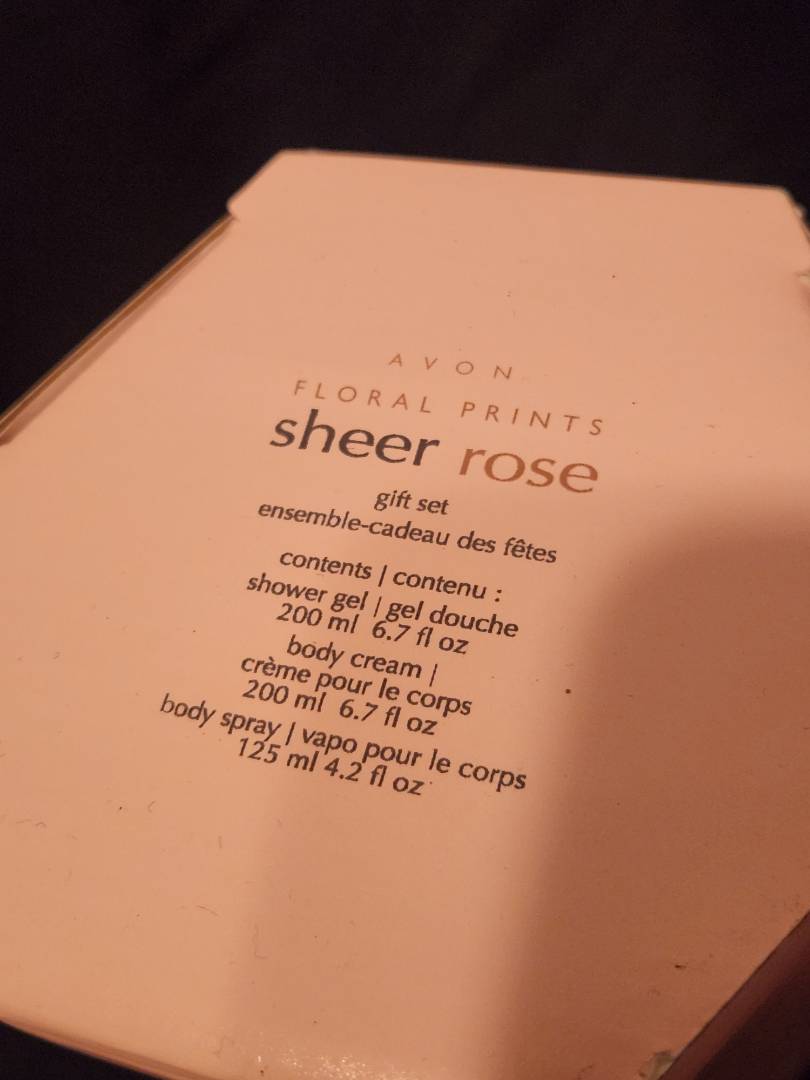 AVON
FLORAL PRINTS
sheer rose
gift set
ensemble-cadeau des fêtes
contents | contenu :
shower gel | gel douche
200 ml 6.7 fl oz
body cream |
crème pour le corps
200 ml 6.7 fl oz
body spray | vapo pour le corps
125 ml 4.2 fl oz